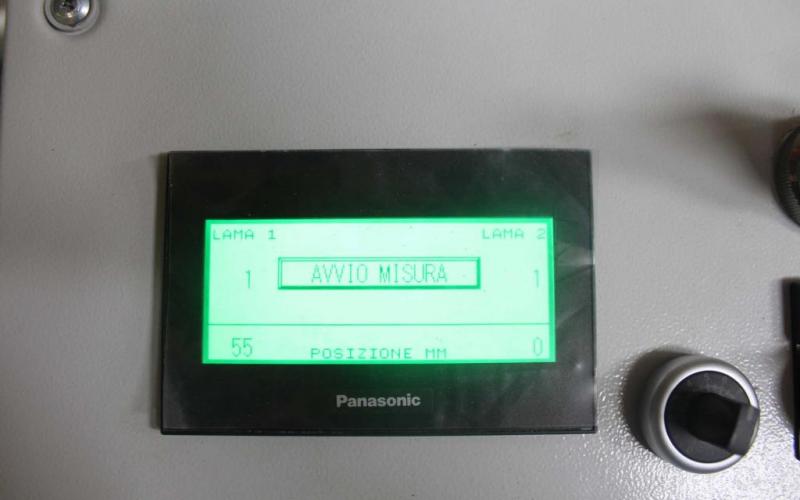 LAMA 1 LAMA 2
1 AVVIO MISURA 1
55 POSIZIONE MM 0
Panasonic